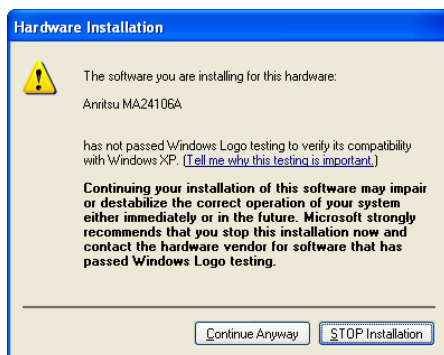 Hardware Installation
The software you are installing for this hardware:
Anritsu MA24106A
has not passed Windows Logo testing to verify its compatibility
with Windows XP. (Tell me why this testing is important.)
Continuing your installation of this software may impair
or destabilize the correct operation of your system
either immediately or in the future. Microsoft strongly
recommends that you stop this installation now and
contact the hardware vendor for software that has
passed Windows Logo testing.
Continue Anyway
STOP Installation